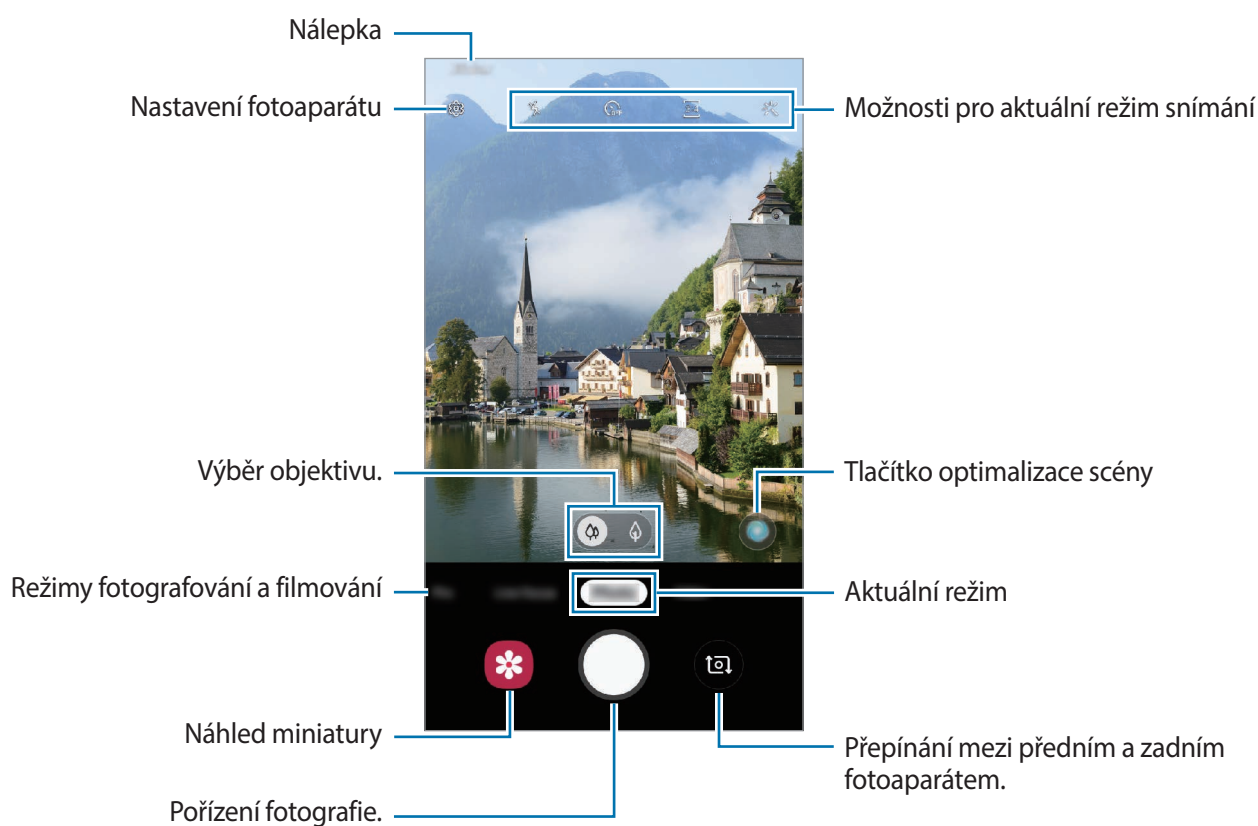 Nálepka
Nastavení fotoaparátu
Možnosti pro aktuální režim snímání
Výběr objektivu.
Tlačítko optimalizace scény
Režimy fotografování a filmování
Aktuální režim
Náhled miniatury
Přepínání mezi předním a zadním
fotoaparátem.
Pořízení fotografie.